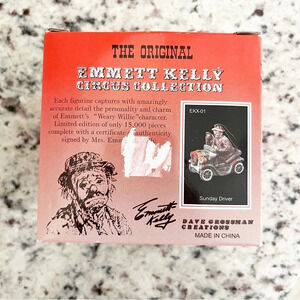 THE ORIGINAL
EMMETT KELLY
CIRCUS COLLECTION
Each figurine captures with amazingly
accurate detail the personality and charm
of Emmett's "Weary Willie" character.
Limited edition of only 15,000 pieces
complete with a certificate authenticity
signed by Mrs.
EKX-01
Sunday Driver
Emmett
Kelly
DAVE GROSSMAN
CREATIONS
MADE IN CHINA